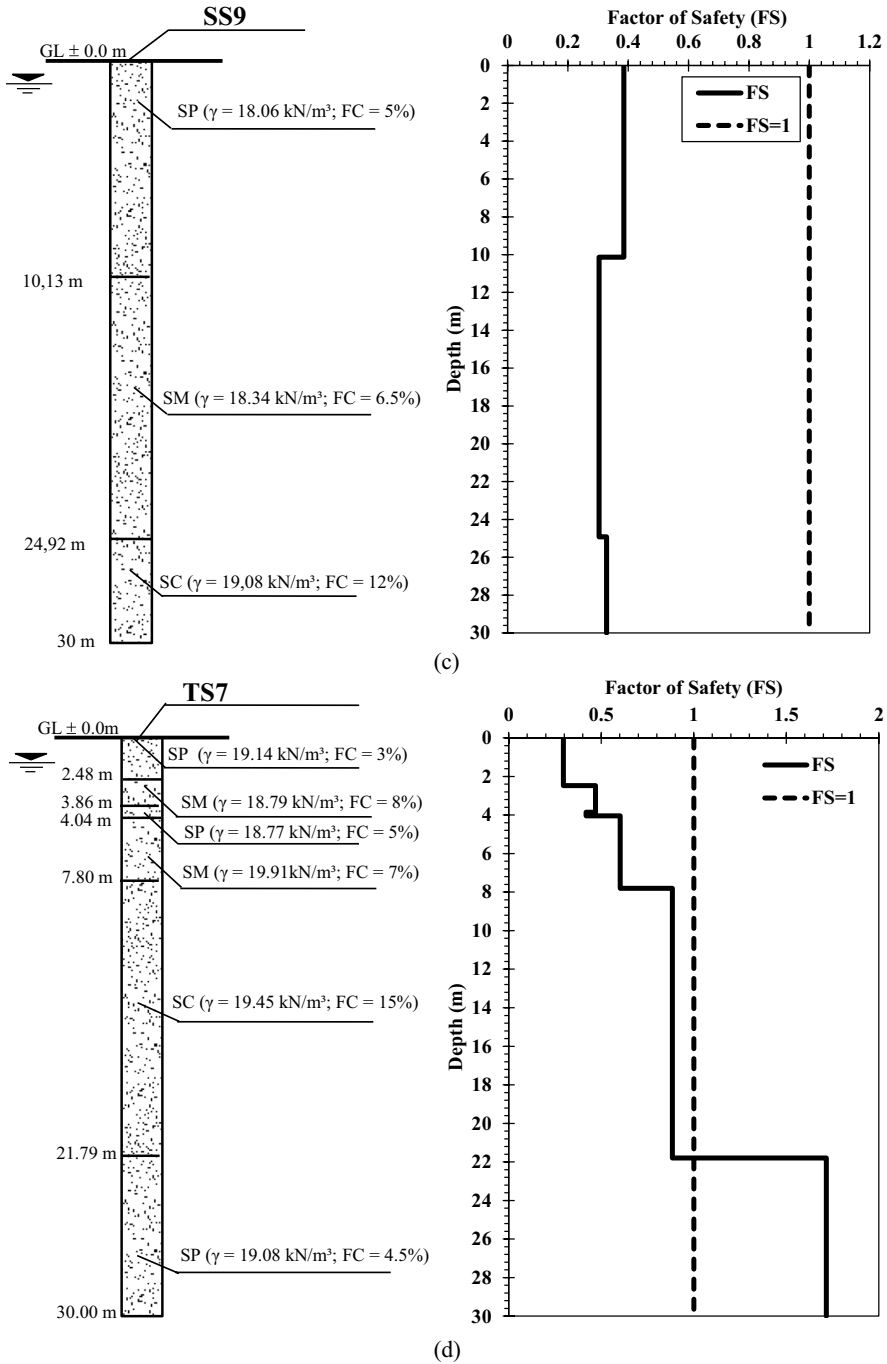 SS9
GL ± 0.0 m
SP (γ = 18.06 kN/m³; FC = 5%)
10,13 m
SM (γ = 18.34 kN/m³; FC = 6.5%)
24,92 m
SC (γ = 19,08 kN/m³; FC = 12%)
30 m
Factor of Safety (FS)
0 0.2 0.4 0.6 0.8 1 1.2
FS
FS=1
Depth (m)
0
2
4
6
8
10
12
14
16
18
20
22
24
26
28
30
(c)
TS7
GL ± 0.0m
SP (γ = 19.14 kN/m³; FC = 3%)
2.48 m
SM (γ = 18.79 kN/m³; FC = 8%)
3.86 m
SP (γ = 18.77 kN/m³; FC = 5%)
4.04 m
SM (γ = 19.91kN/m³; FC = 7%)
7.80 m
SC (γ = 19.45 kN/m³; FC = 15%)
21.79 m
SP (γ = 19.08 kN/m³; FC = 4.5%)
30.00 m
Factor of Safety (FS)
0 0.5 1 1.5 2
FS
FS=1
Depth (m)
0
2
4
6
8
10
12
14
16
18
20
22
24
26
28
30
(d)